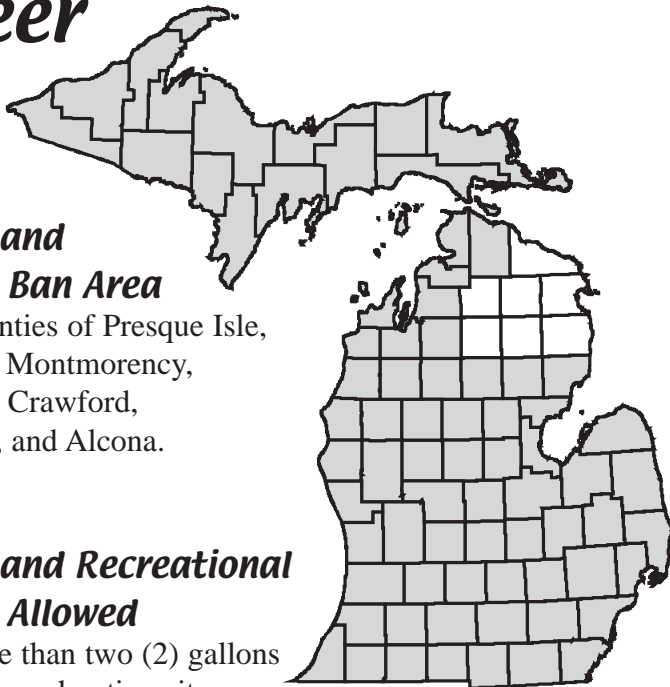 eer
and
Ban Area
nties of Presque Isle,
Montmorency,
Crawford,
, and Alcona.
and Recreational
Allowed
e than two (2) gallons